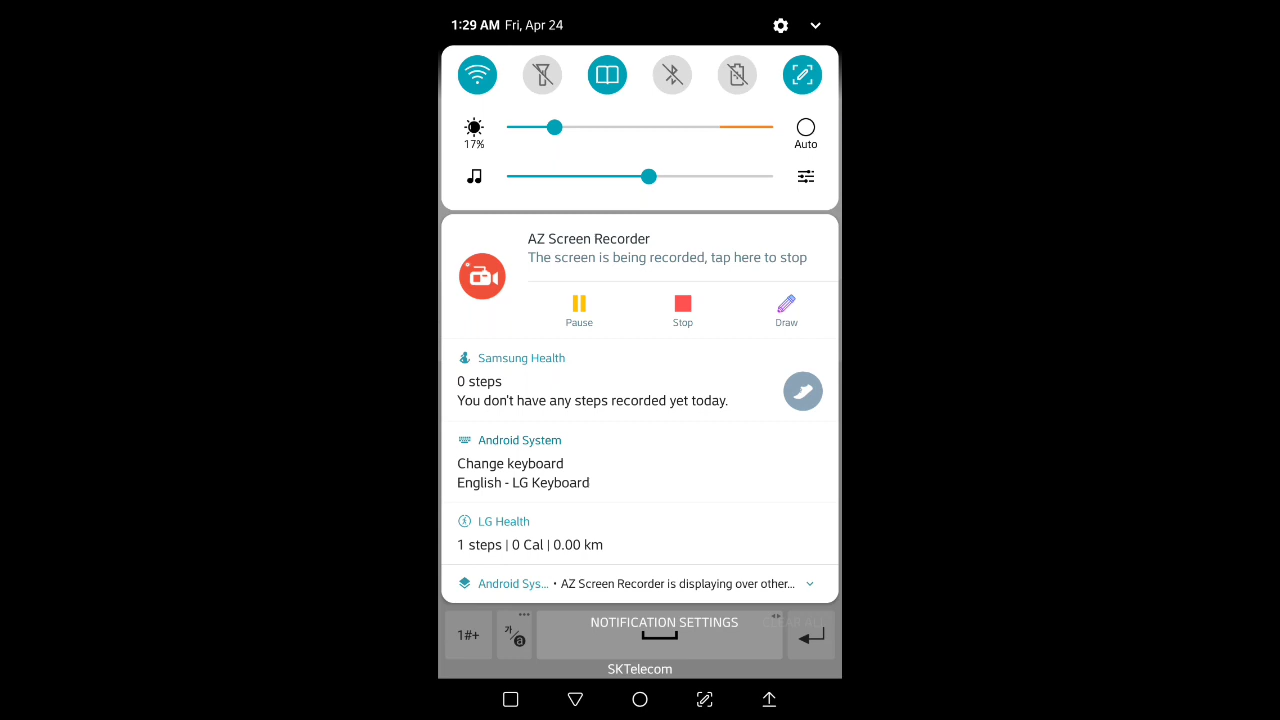 1:29 AM Fri, Apr 24
17%
Auto
AZ Screen Recorder
The screen is being recorded, tap here to stop
Pause
Stop
Draw
Samsung Health
0 steps
You don't have any steps recorded yet today.
Android System
Change keyboard
English - LG Keyboard
LG Health
1 steps | 0 Cal | 0.00 km
Android Sys... • AZ Screen Recorder is displaying over other...
NOTIFICATION SETTINGS CLEAR ALL
1#+ 가/a
SKTelecom